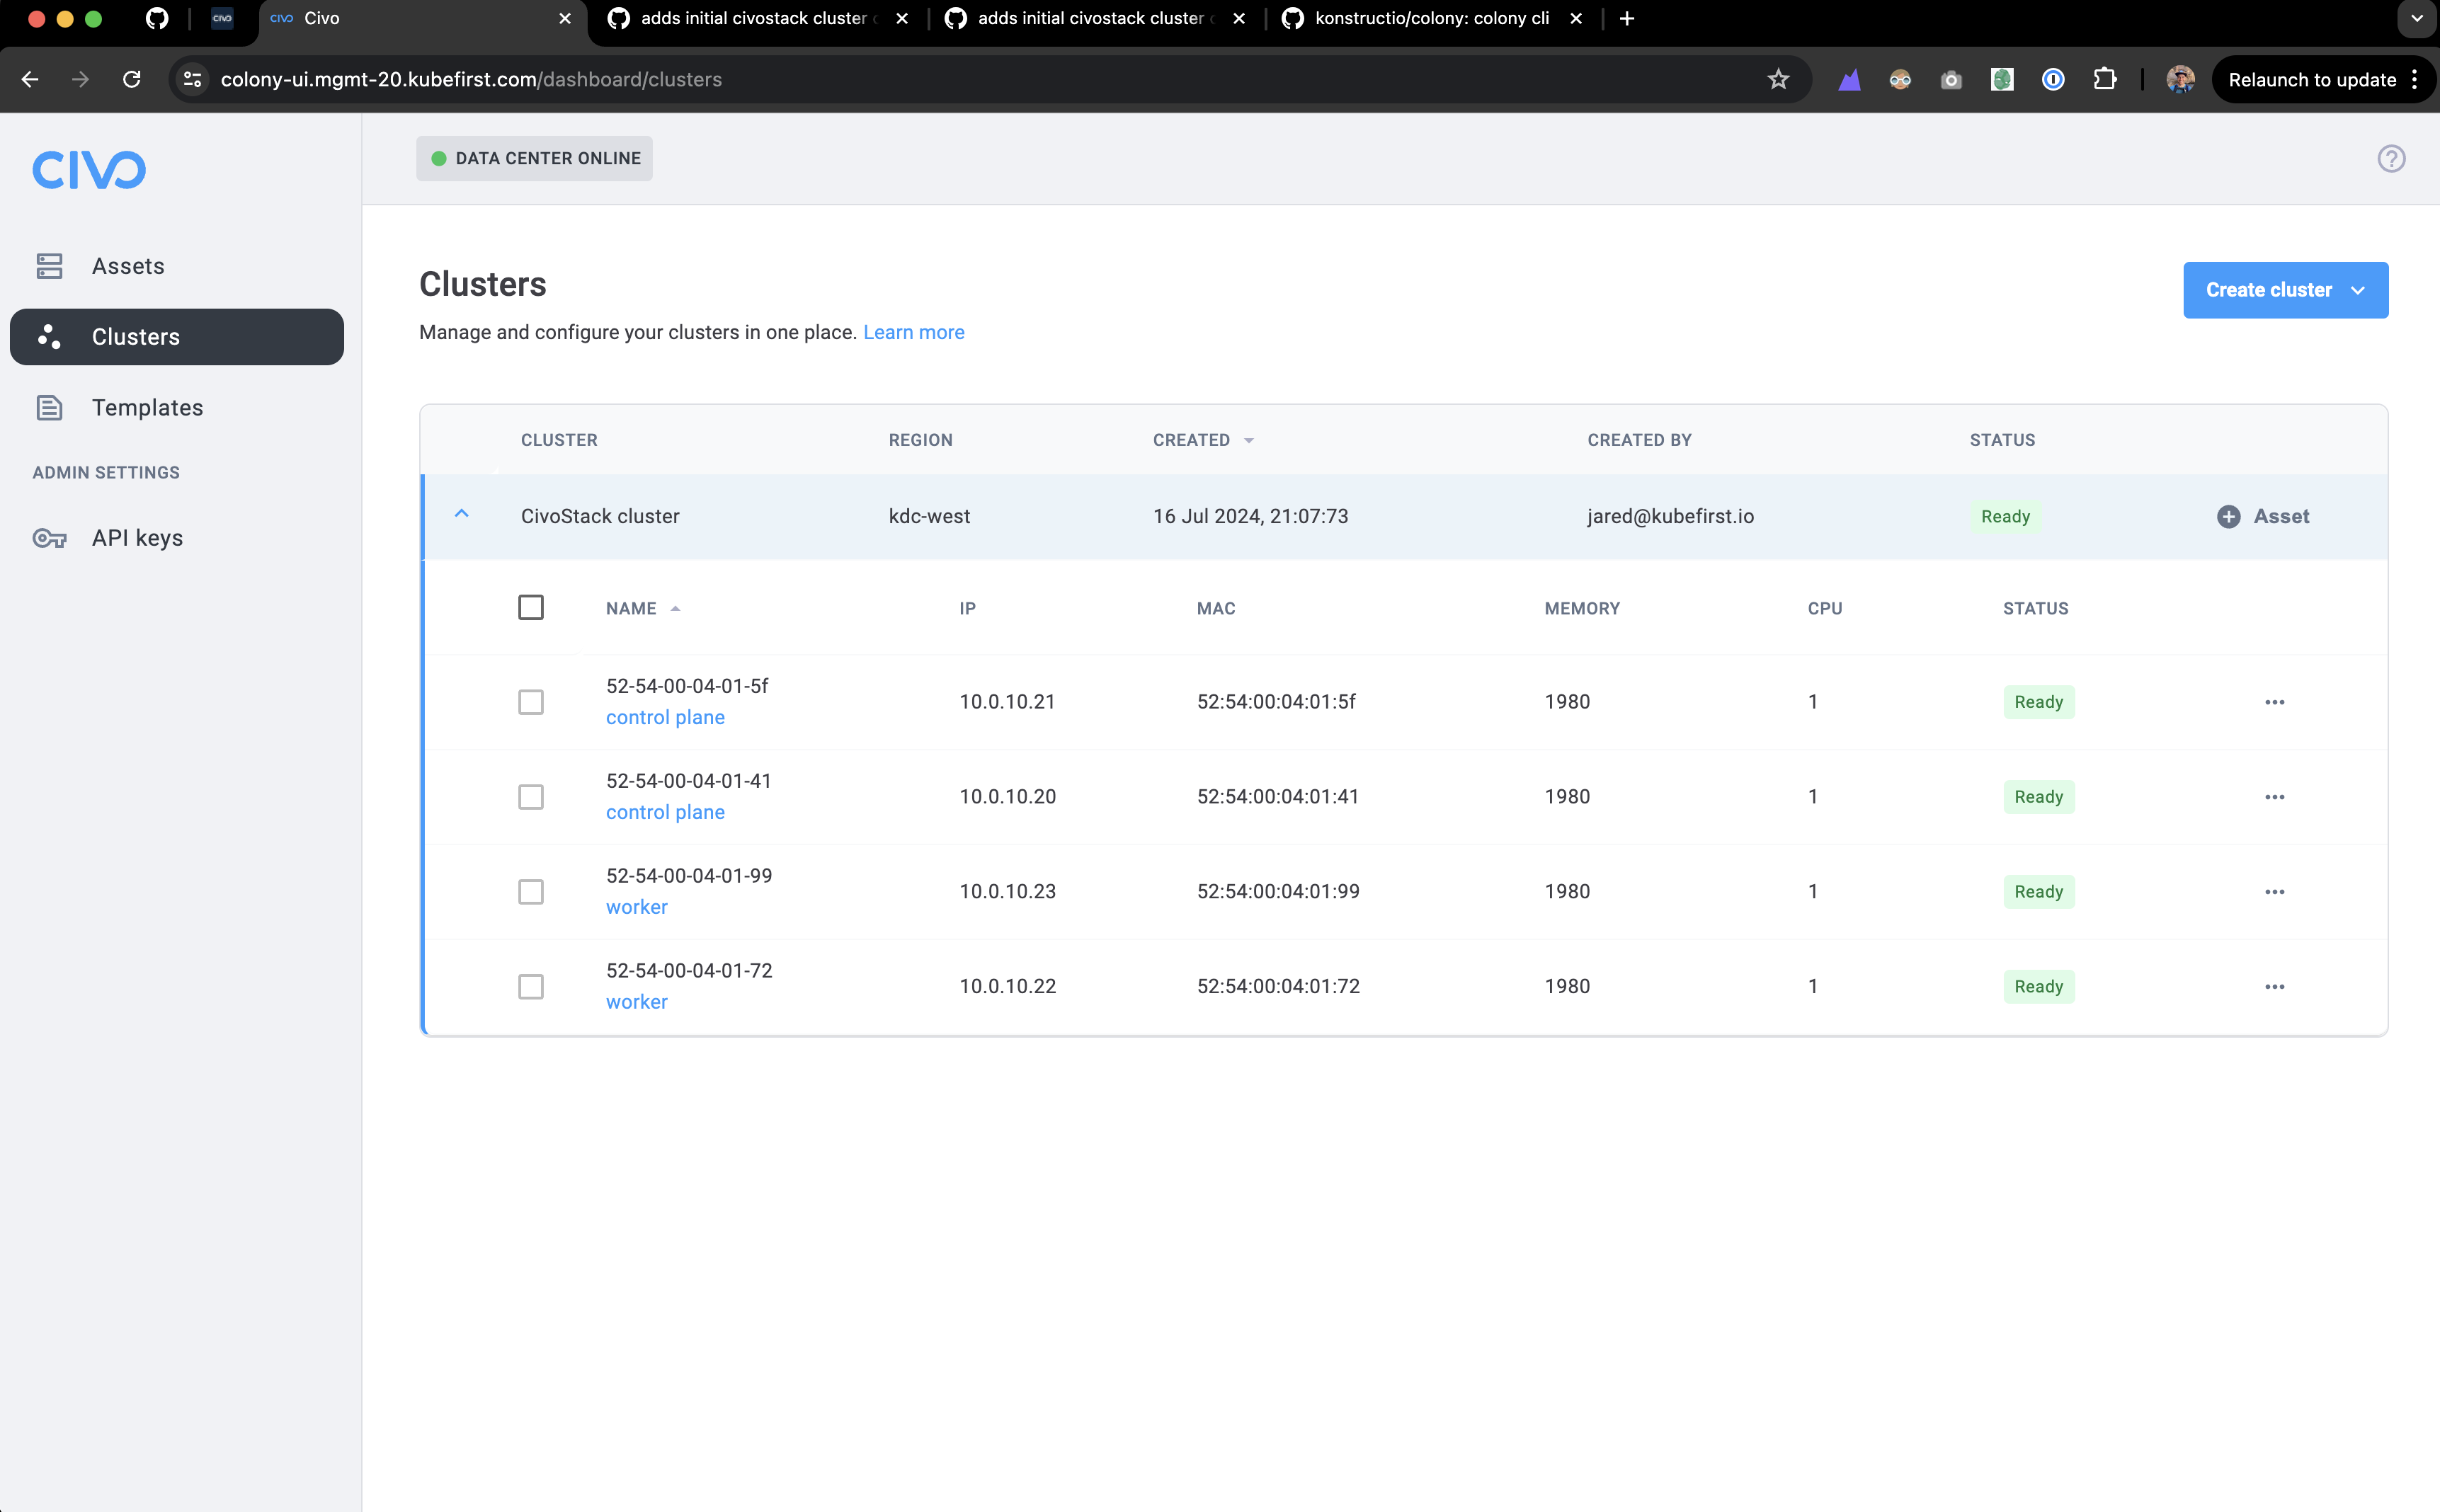 CIVO
CIVO Civo
adds initial civostack cluster
adds initial civostack cluster
konstructio/colony: colony cli
colony-ui.mgmt-20.kubefirst.com/dashboard/clusters
Relaunch to update
CIVO
DATA CENTER ONLINE
?
Assets
Clusters
Templates
ADMIN SETTINGS
API keys
Clusters
Manage and configure your clusters in one place. Learn more
Create cluster
CLUSTER REGION CREATED CREATED BY STATUS
CivoStack cluster kdc-west 16 Jul 2024, 21:07:73 jared@kubefirst.io Ready Asset
NAME IP MAC MEMORY CPU STATUS
52-54-00-04-01-5f
control plane
10.0.10.21 52:54:00:04:01:5f 1980 1 Ready
52-54-00-04-01-41
control plane
10.0.10.20 52:54:00:04:01:41 1980 1 Ready
52-54-00-04-01-99
worker
10.0.10.23 52:54:00:04:01:99 1980 1 Ready
52-54-00-04-01-72
worker
10.0.10.22 52:54:00:04:01:72 1980 1 Ready